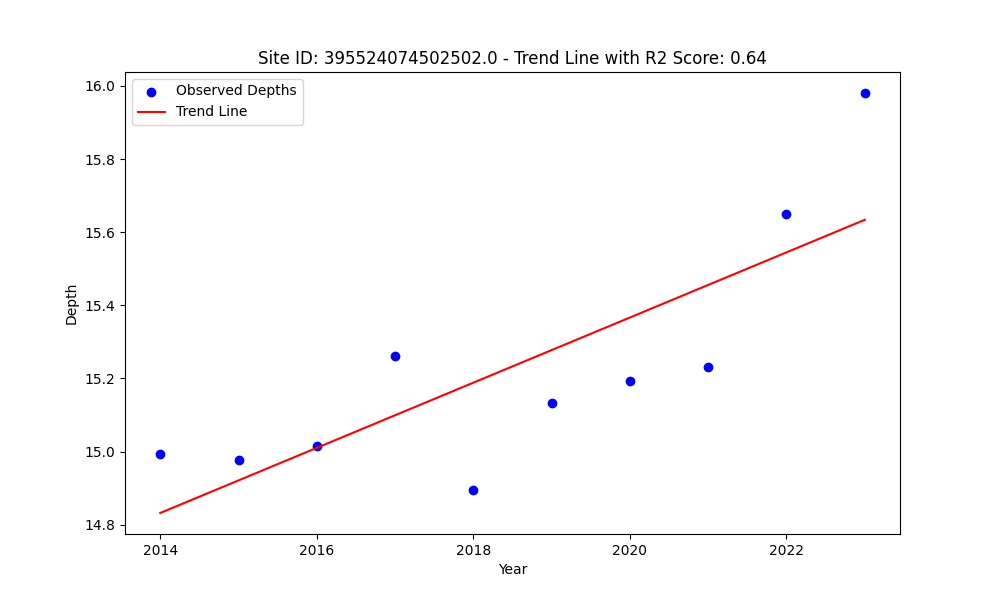 Site ID: 395524074502502.0 - Trend Line with R2 Score: 0.64
Observed Depths
Trend Line
16.0
15.8
15.6
15.4
15.2
15.0
14.8
Depth
2014
2016
2018
2020
2022
Year